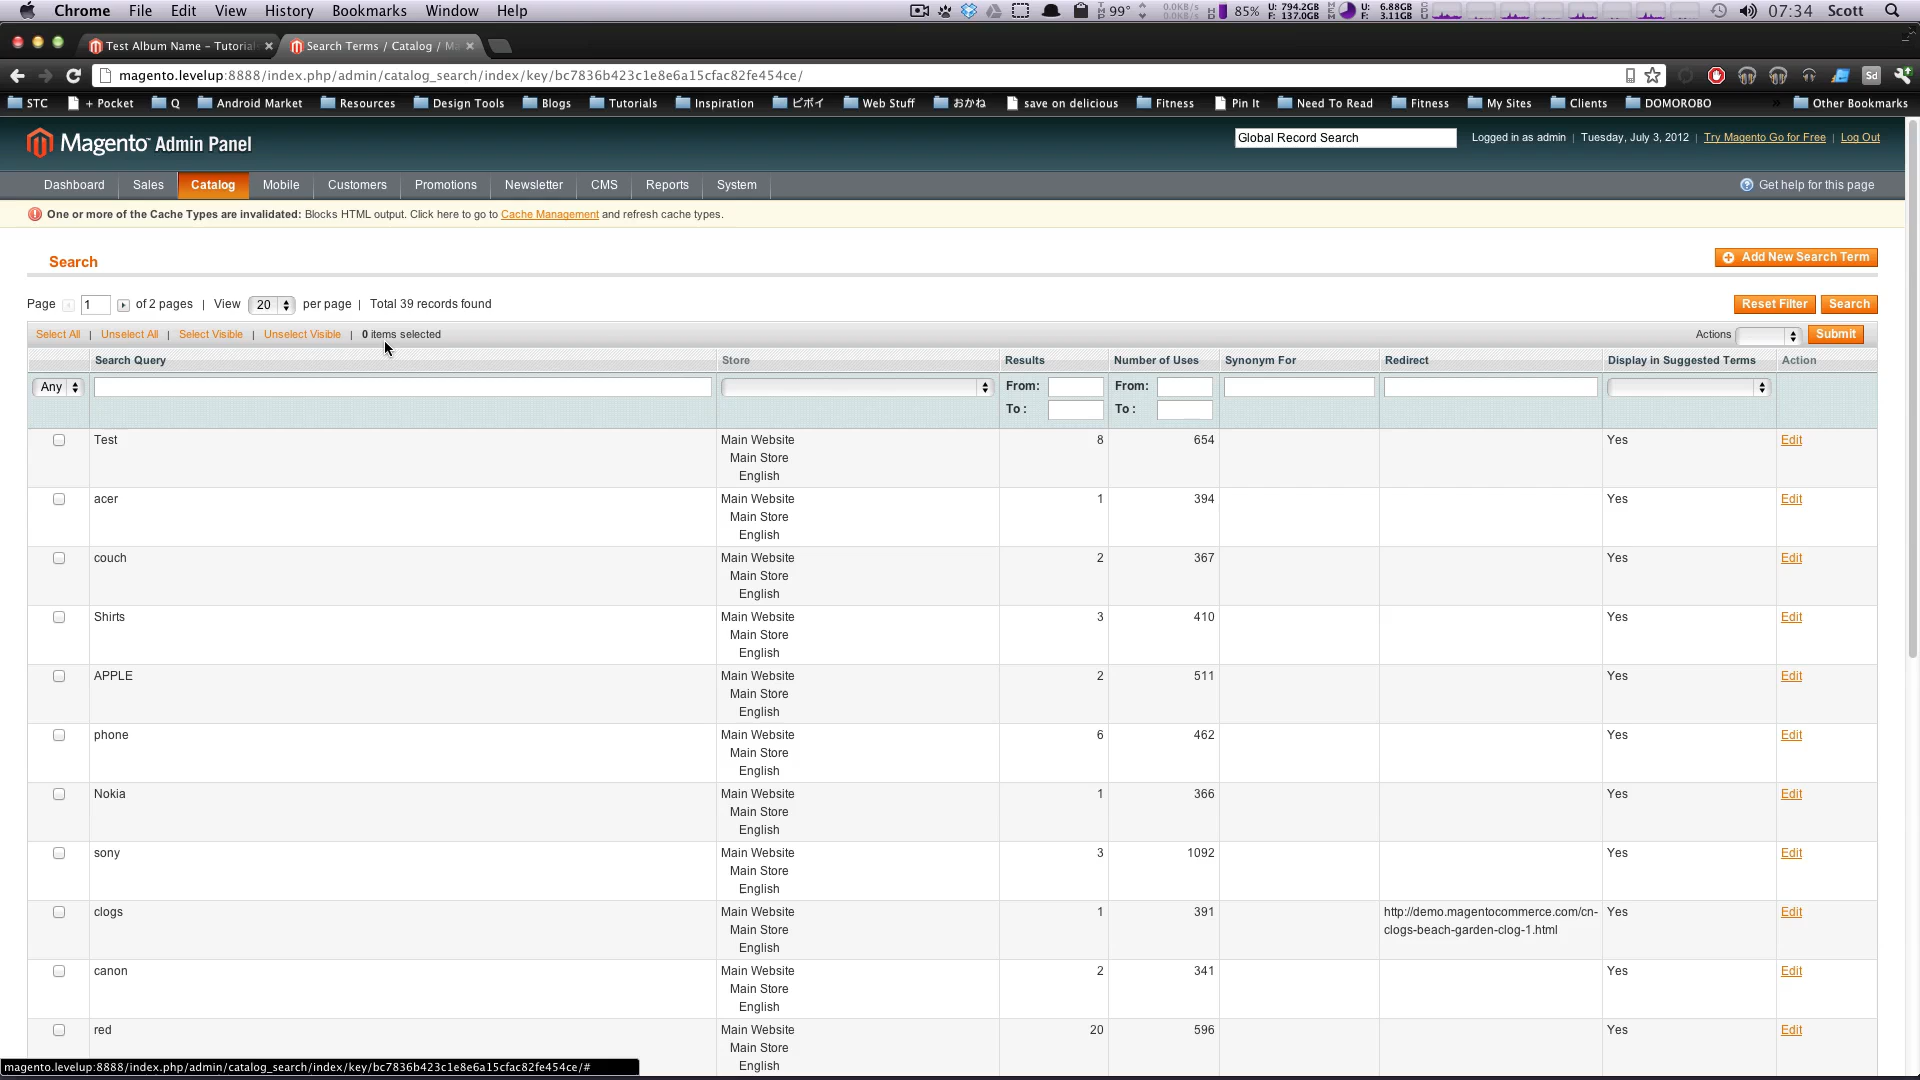 Chrome File Edit View History Bookmarks Window Help 99° 0.0KB/s 0.0KB/s 85% U: 794.2GB F: 137.0GB U: 6.88GB F: 3.11GB 07:34 Scott
Test Album Name – Tutorial Search Terms / Catalog / Ma
magento.levelup:8888/index.php/admin/catalog_search/index/key/bc7836b423c1e8e6a15cfac82fe454ce/
STC + Pocket Q Android Market Resources Design Tools Blogs Tutorials Inspiration ビボイ Web Stuff おかね save on delicious Fitness Pin It Need To Read Fitness My Sites Clients DOMOROBO » Other Bookmarks
Magento Admin Panel Global Record Search Logged in as admin | Tuesday, July 3, 2012 | Try Magento Go for Free | Log Out
Dashboard Sales Catalog Mobile Customers Promotions Newsletter CMS Reports System Get help for this page
One or more of the Cache Types are invalidated: Blocks HTML output. Click here to go to Cache Management and refresh cache types.
Search Add New Search Term
Page 1 of 2 pages | View 20 per page | Total 39 records found Reset Filter Search
Select All | Unselect All | Select Visible | Unselect Visible | 0 items selected Actions Submit
Search Query Store Results Number of Uses Synonym For Redirect Display in Suggested Terms Action
Any From: From:
To : To :
Test Main Website 8 654 Yes Edit
Main Store
English
acer Main Website 1 394 Yes Edit
Main Store
English
couch Main Website 2 367 Yes Edit
Main Store
English
Shirts Main Website 3 410 Yes Edit
Main Store
English
APPLE Main Website 2 511 Yes Edit
Main Store
English
phone Main Website 6 462 Yes Edit
Main Store
English
Nokia Main Website 1 366 Yes Edit
Main Store
English
sony Main Website 3 1092 Yes Edit
Main Store
English
clogs Main Website 1 391 http://demo.magentocommerce.com/cn- Yes Edit
Main Store clogs-beach-garden-clog-1.html
English
canon Main Website 2 341 Yes Edit
Main Store
English
red Main Website 20 596 Yes Edit
Main Store
English
magento.levelup:8888/index.php/admin/catalog_search/index/key/bc7836b423c1e8e6a15cfac82fe454ce/#